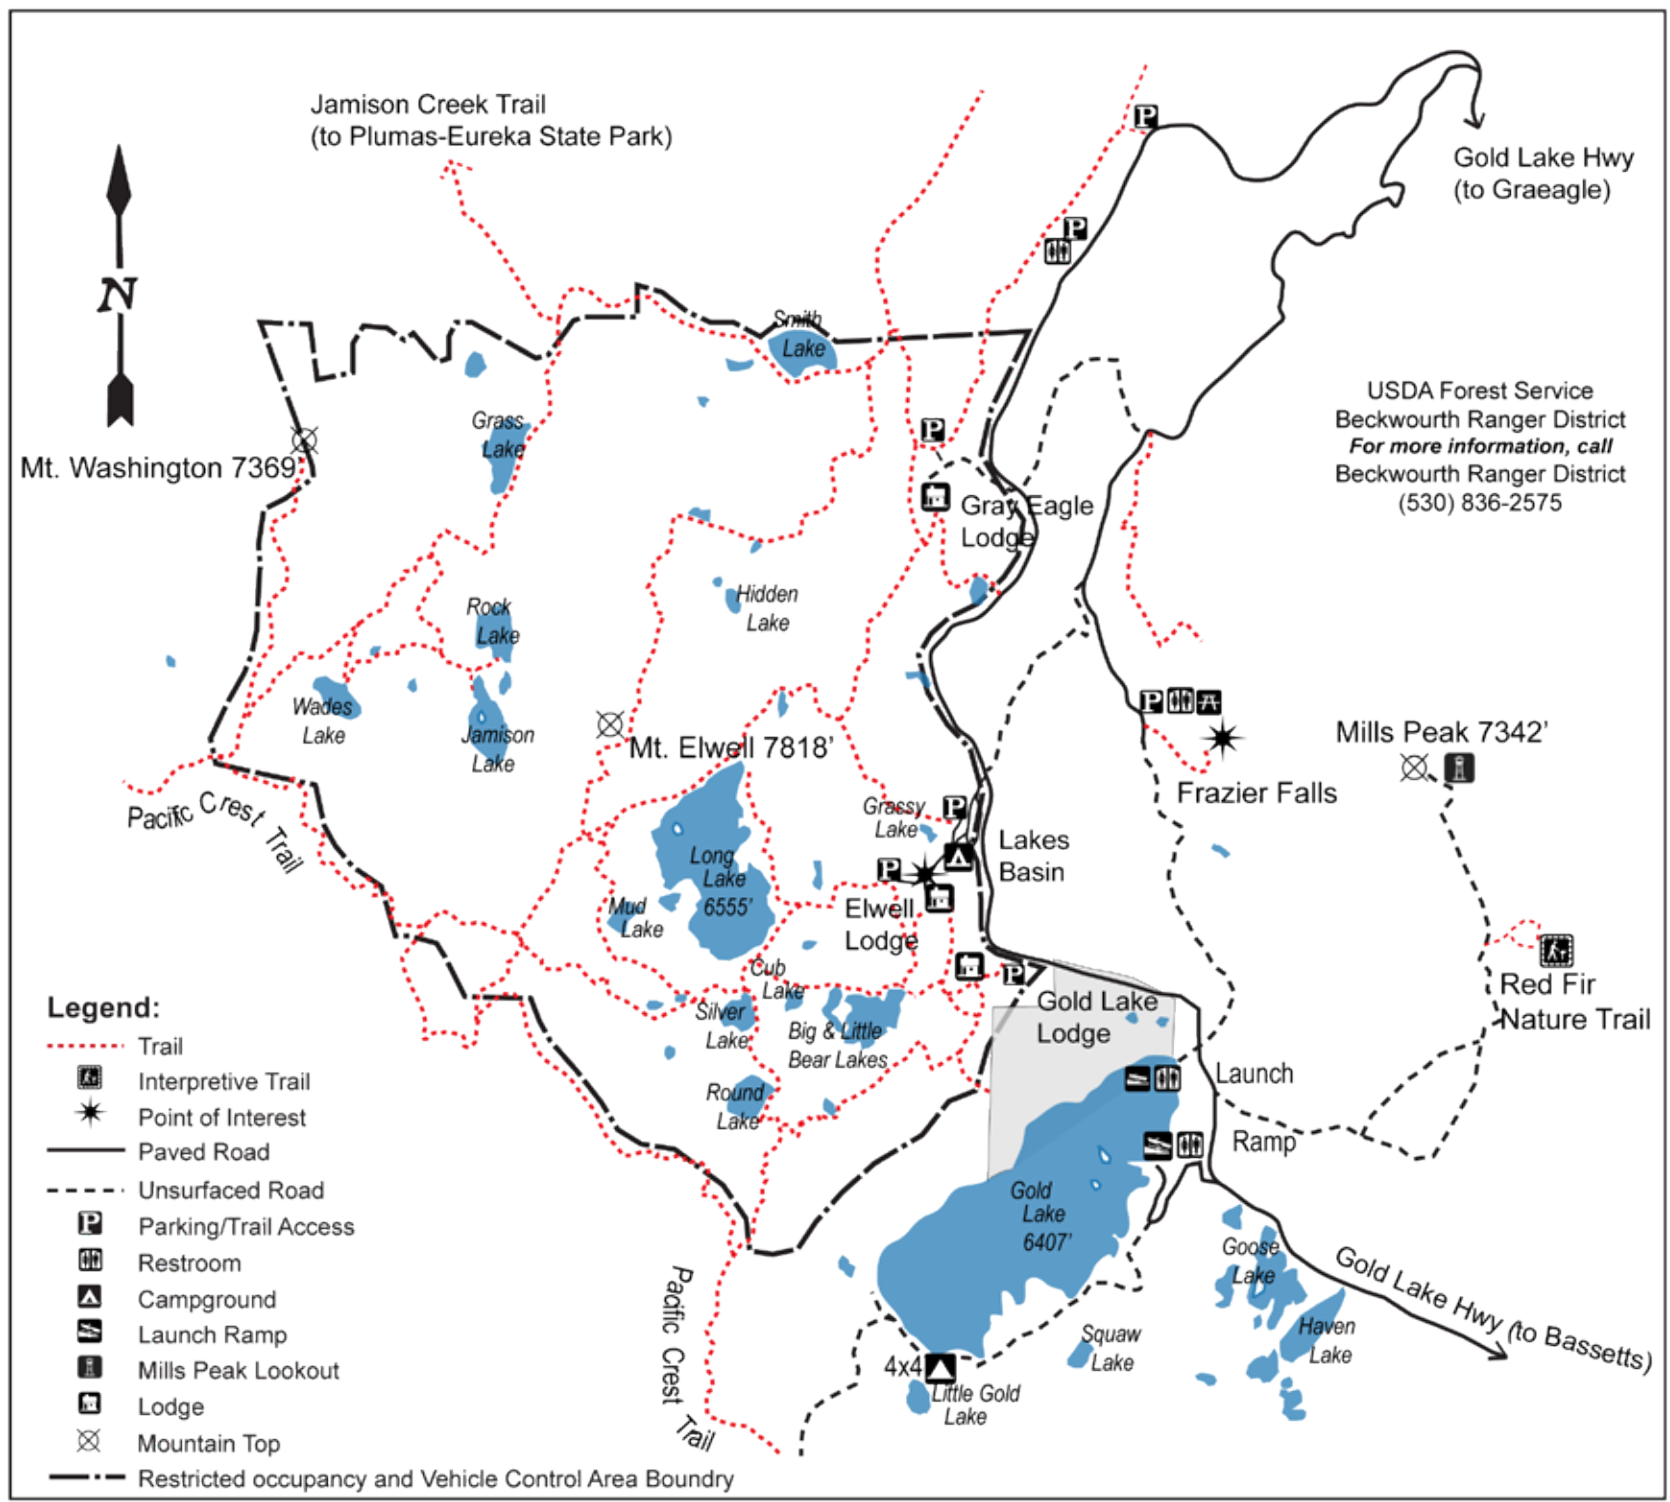 Jamison Creek Trail
(to Plumas-Eureka State Park)
P
Gold Lake Hwy
(to Graeagle)
P
N
Smith
Lake
USDA Forest Service
Beckwourth Ranger District
For more information, call
Beckwourth Ranger District
(530) 836-2575
Grass
Lake
P
Mt. Washington 7369'
Gray Eagle
Lodge
Hidden
Lake
Rock
Lake
Wades
Lake
Jamison
Lake
P
Mt. Elwell 7818'
Mills Peak 7342'
Frazier Falls
Pacific Crest Trail
Grassy
Lake
P
Lakes
Basin
Long
Lake
6555'
P
Mud
Lake
Elwell
Lodge
Cub
Lake
P
Red Fir
Nature Trail
Gold Lake
Lodge
Silver
Lake
Big & Little
Bear Lakes
Round
Lake
Launch
Ramp
Gold
Lake
6407'
Goose
Lake
Gold Lake Hwy (to Bassetts)
Haven
Lake
Squaw
Lake
4x4
Little Gold
Lake
Pacific Crest Trail
Legend:
Trail
Interpretive Trail
Point of Interest
Paved Road
Unsurfaced Road
P Parking/Trail Access
Restroom
Campground
Launch Ramp
Mills Peak Lookout
Lodge
Mountain Top
Restricted occupancy and Vehicle Control Area Boundry